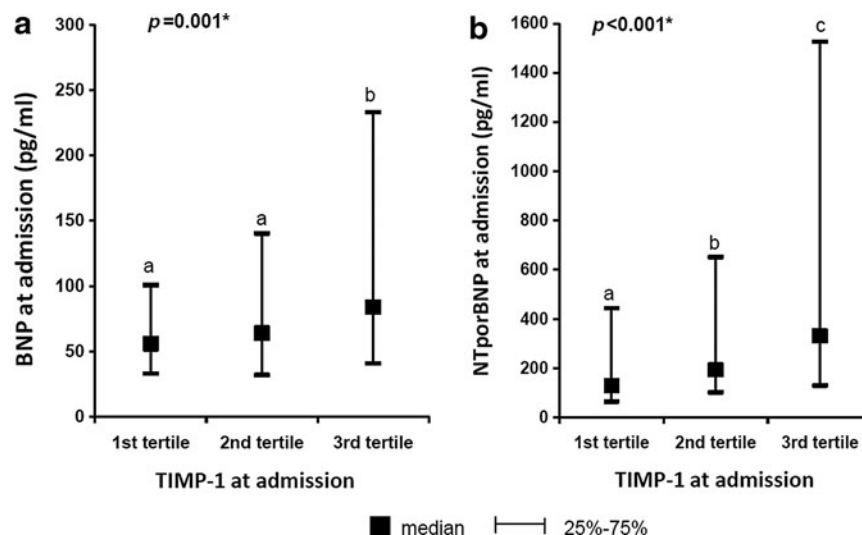 a
p=0.001*
300
250
200
150
100
50
0
BNP at admission (pg/ml)
a
a
b
1st tertile 2nd tertile 3rd tertile
TIMP-1 at admission
b
p<0.001*
1600
1400
1200
1000
800
600
400
200
0
NTporBNP at admission (pg/ml)
a
b
c
1st tertile 2nd tertile 3rd tertile
TIMP-1 at admission
median 25%-75%